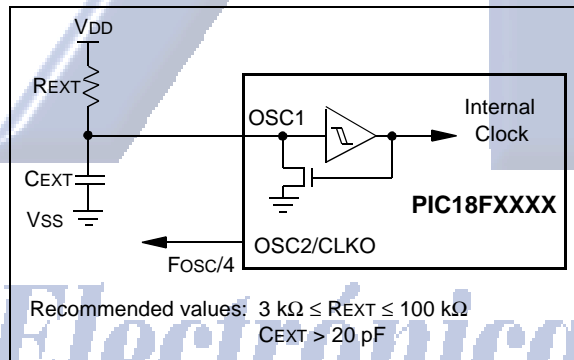 VDD
REXT
OSC1
Internal
Clock
CEXT
VSS
PIC18FXXXX
OSC2/CLKO
FOSC/4
Recommended values: 3 kΩ ≤ REXT ≤ 100 kΩ
CEXT > 20 pF
Electrónica